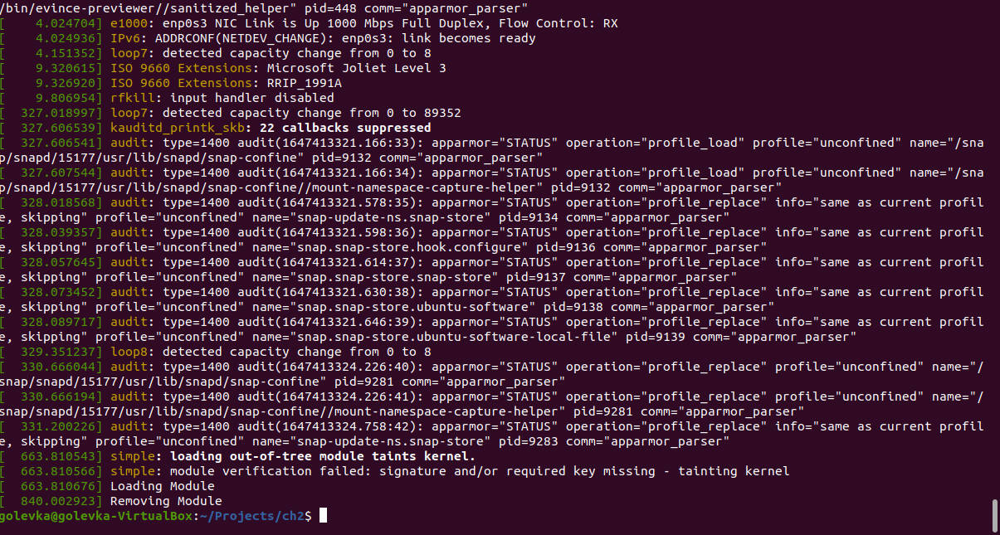 /bin/evince-previewer//sanitized_helper" pid=448 comm="apparmor_parser"
[    4.024704] e1000: enp0s3 NIC Link is Up 1000 Mbps Full Duplex, Flow Control: RX
[    4.024936] IPv6: ADDRCONF(NETDEV_CHANGE): enp0s3: link becomes ready
[    4.151352] loop7: detected capacity change from 0 to 8
[    9.320615] ISO 9660 Extensions: Microsoft Joliet Level 3
[    9.326920] ISO 9660 Extensions: RRIP_1991A
[    9.806954] rfkill: input handler disabled
[  327.018997] loop7: detected capacity change from 0 to 89352
[  327.606539] kauditd_printk_skb: 22 callbacks suppressed
[  327.606541] audit: type=1400 audit(1647413321.166:33): apparmor="STATUS" operation="profile_load" profile="unconfined" name="/sna
p/snapd/15177/usr/lib/snapd/snap-confine" pid=9132 comm="apparmor_parser"
[  327.607544] audit: type=1400 audit(1647413321.166:34): apparmor="STATUS" operation="profile_load" profile="unconfined" name="/sna
p/snapd/15177/usr/lib/snapd/snap-confine//mount-namespace-capture-helper" pid=9132 comm="apparmor_parser"
[  328.018568] audit: type=1400 audit(1647413321.578:35): apparmor="STATUS" operation="profile_replace" info="same as current profil
e, skipping" profile="unconfined" name="snap-update-ns.snap-store" pid=9134 comm="apparmor_parser"
[  328.039357] audit: type=1400 audit(1647413321.598:36): apparmor="STATUS" operation="profile_replace" info="same as current profil
e, skipping" profile="unconfined" name="snap.snap-store.hook.configure" pid=9136 comm="apparmor_parser"
[  328.057645] audit: type=1400 audit(1647413321.614:37): apparmor="STATUS" operation="profile_replace" info="same as current profil
e, skipping" profile="unconfined" name="snap.snap-store.snap-store" pid=9137 comm="apparmor_parser"
[  328.073452] audit: type=1400 audit(1647413321.630:38): apparmor="STATUS" operation="profile_replace" info="same as current profil
e, skipping" profile="unconfined" name="snap.snap-store.ubuntu-software" pid=9138 comm="apparmor_parser"
[  328.089717] audit: type=1400 audit(1647413321.646:39): apparmor="STATUS" operation="profile_replace" info="same as current profil
e, skipping" profile="unconfined" name="snap.snap-store.ubuntu-software-local-file" pid=9139 comm="apparmor_parser"
[  329.351237] loop8: detected capacity change from 0 to 8
[  330.666044] audit: type=1400 audit(1647413324.226:40): apparmor="STATUS" operation="profile_replace" profile="unconfined" name="/
snap/snapd/15177/usr/lib/snapd/snap-confine" pid=9281 comm="apparmor_parser"
[  330.666194] audit: type=1400 audit(1647413324.226:41): apparmor="STATUS" operation="profile_replace" profile="unconfined" name="/
snap/snapd/15177/usr/lib/snapd/snap-confine//mount-namespace-capture-helper" pid=9281 comm="apparmor_parser"
[  331.200226] audit: type=1400 audit(1647413324.758:42): apparmor="STATUS" operation="profile_replace" info="same as current profil
e, skipping" profile="unconfined" name="snap-update-ns.snap-store" pid=9283 comm="apparmor_parser"
[  663.810543] simple: loading out-of-tree module taints kernel.
[  663.810566] simple: module verification failed: signature and/or required key missing - tainting kernel
[  663.810676] Loading Module
[  840.002923] Removing Module
golevka@golevka-VirtualBox:~/Projects/ch2$